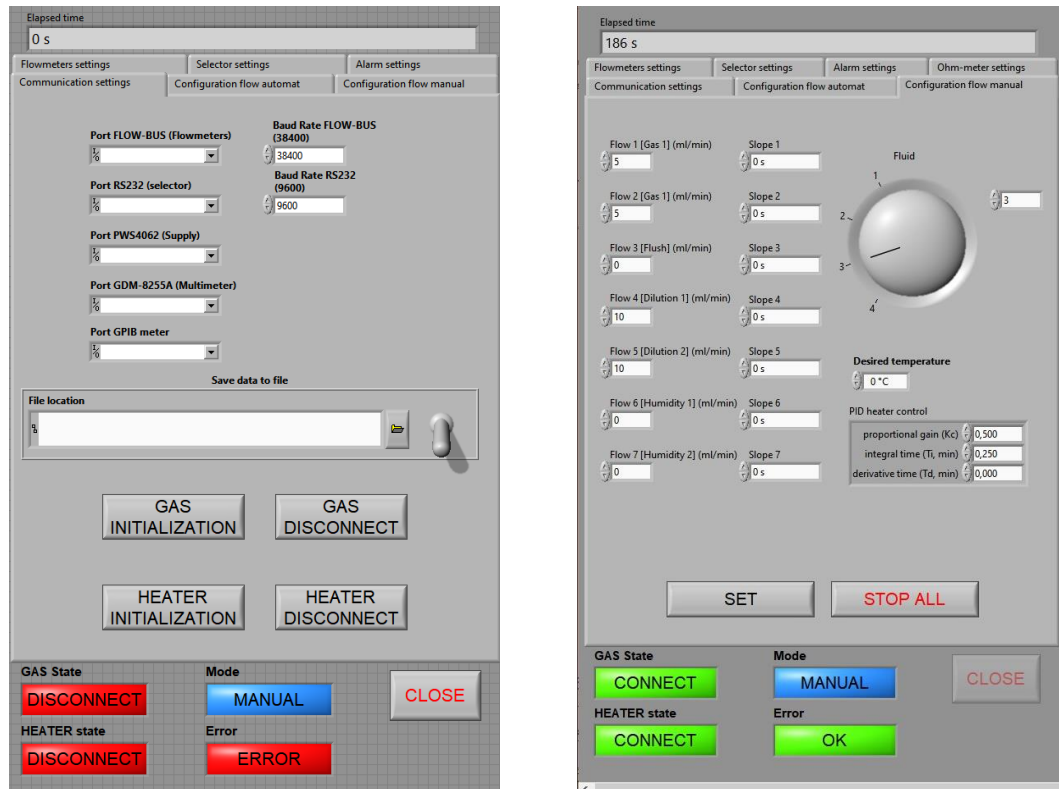 Elapsed time
0 s
Flowmeters settings
Selector settings
Alarm settings
Communication settings
Configuration flow automat
Configuration flow manual
Port FLOW-BUS (Flowmeters)
Baud Rate FLOW-BUS
(38400)
38400
Port RS232 (selector)
Baud Rate RS232
(9600)
9600
Port PWS4062 (Supply)
Port GDM-8255A (Multimeter)
Port GPIB meter
Save data to file
File location
GAS
INITIALIZATION
GAS
DISCONNECT
HEATER
INITIALIZATION
HEATER
DISCONNECT
GAS State
Mode
DISCONNECT
MANUAL
CLOSE
HEATER state
Error
DISCONNECT
ERROR
Elapsed time
186 s
Flowmeters settings
Selector settings
Alarm settings
Ohm-meter settings
Communication settings
Configuration flow automat
Configuration flow manual
Flow 1 [Gas 1] (ml/min)
Slope 1
5
0 s
Flow 2 [Gas 1] (ml/min)
Slope 2
5
0 s
Flow 3 [Flush] (ml/min)
Slope 3
0
0 s
Flow 4 [Dilution 1] (ml/min)
Slope 4
10
0 s
Flow 5 [Dilution 2] (ml/min)
Slope 5
10
0 s
Flow 6 [Humidity 1] (ml/min)
Slope 6
0
0 s
Flow 7 [Humidity 2] (ml/min)
Slope 7
0
0 s
Fluid
1
2
3
4
3
Desired temperature
0 °C
PID heater control
proportional gain (Kc)
0,500
integral time (Ti, min)
0,250
derivative time (Td, min)
0,000
SET
STOP ALL
GAS State
Mode
CONNECT
MANUAL
CLOSE
HEATER state
Error
CONNECT
OK